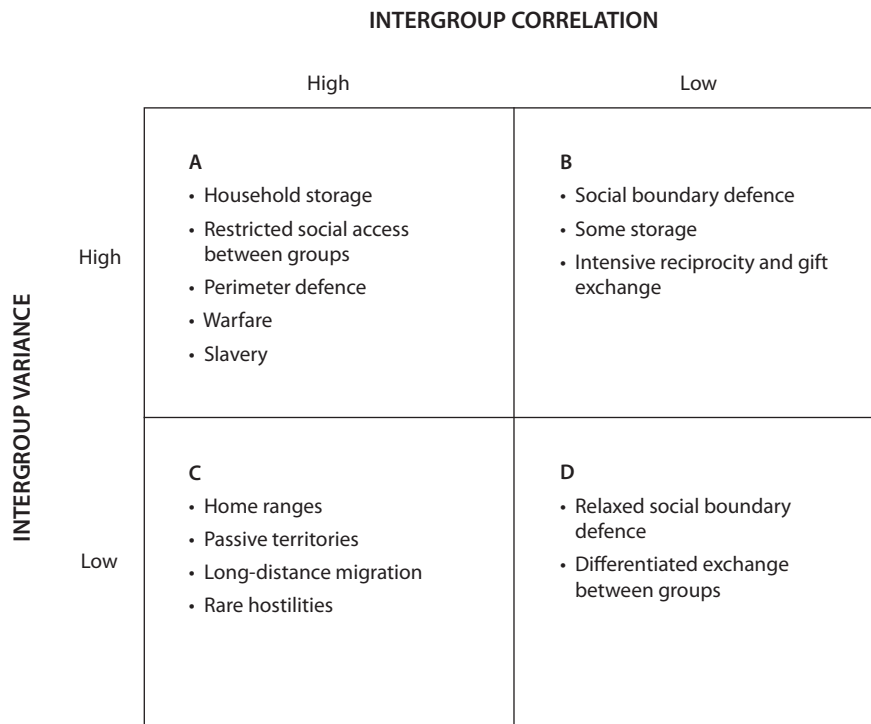 INTERGROUP CORRELATION
High
Low
INTERGROUP VARIANCE
High
A
• Household storage
• Restricted social access
between groups
• Perimeter defence
• Warfare
• Slavery
B
• Social boundary defence
• Some storage
• Intensive reciprocity and gift
exchange
Low
C
• Home ranges
• Passive territories
• Long-distance migration
• Rare hostilities
D
• Relaxed social boundary
defence
• Differentiated exchange
between groups